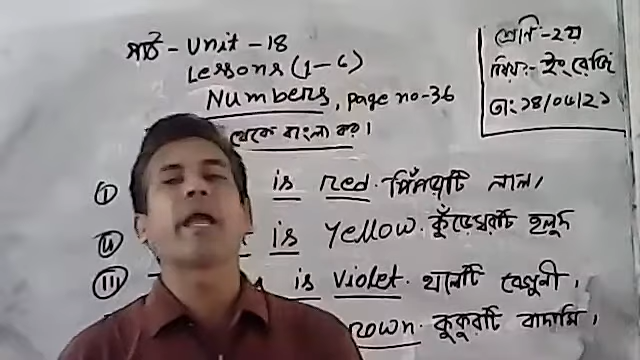 পাঠ - Unit - 18
Lessons (1-6)
Numbers, page no-36
থেকে বাংলা কর।
শ্রেণি - ২য়
বিষয়:- ইংরেজি
তাং ১৪/০৬/২১
i is red. পিঁপড়াটি লাল।
ii is yellow. কুঁড়েঘরটি হলুদ
iii is violet. থালেটি বেগুনী।
rown. কুকুরটি বাদামি।